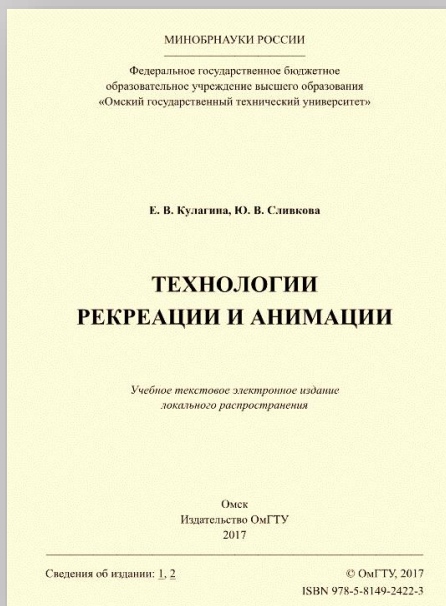 МИНОБРНАУКИ РОССИИ
Федеральное государственное бюджетное
образовательное учреждение высшего образования
«Омский государственный технический университет»
Е. В. Кулагина, Ю. В. Сливкова
ТЕХНОЛОГИИ
РЕКРЕАЦИИ И АНИМАЦИИ
Учебное текстовое электронное издание
локального распространения
Омск
Издательство ОмГТУ
2017
Сведения об издании: 1, 2
© ОмГТУ, 2017
ISBN 978-5-8149-2422-3